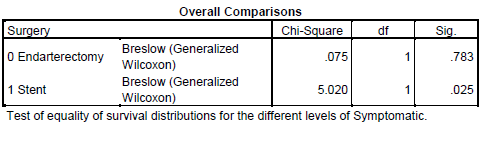 Overall Comparisons
Surgery Chi-Square df Sig.
0 Endarterectomy Breslow (Generalized Wilcoxon) .075 1 .783
1 Stent Breslow (Generalized Wilcoxon) 5.020 1 .025
Test of equality of survival distributions for the different levels of Symptomatic.